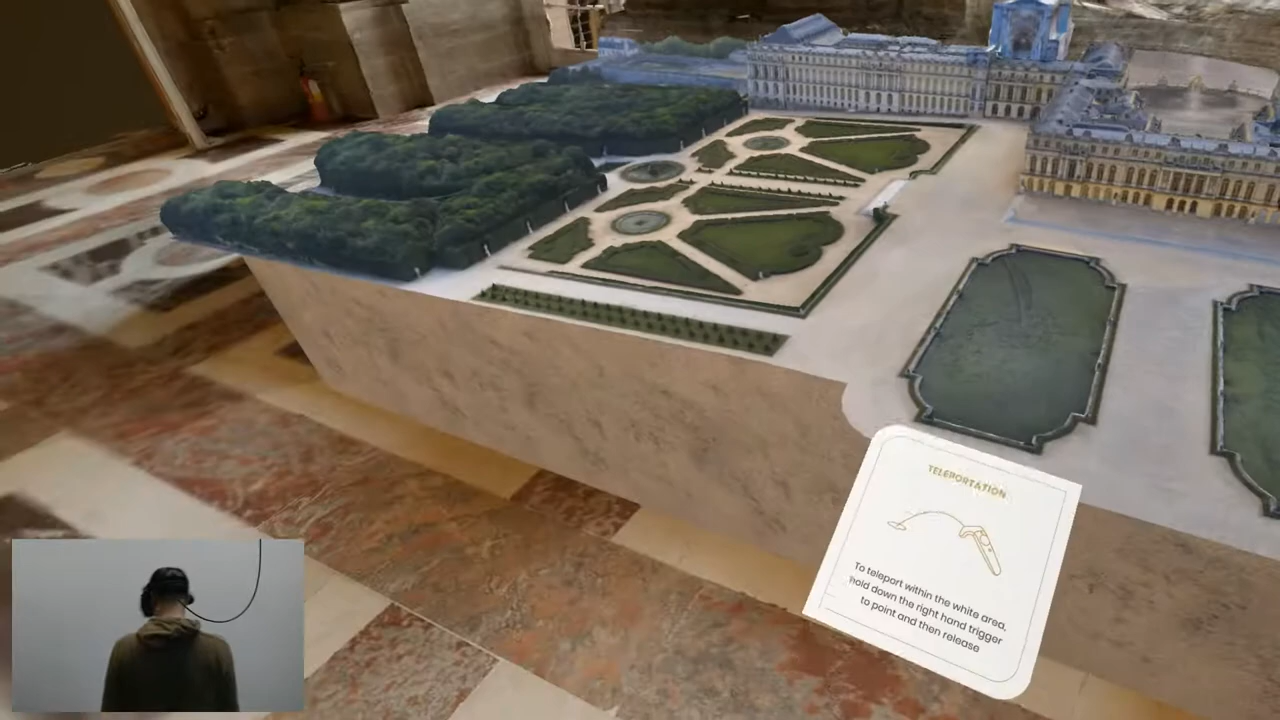 TELEPORTATION
To teleport within the white area,
hold down the right hand trigger
to point and then release